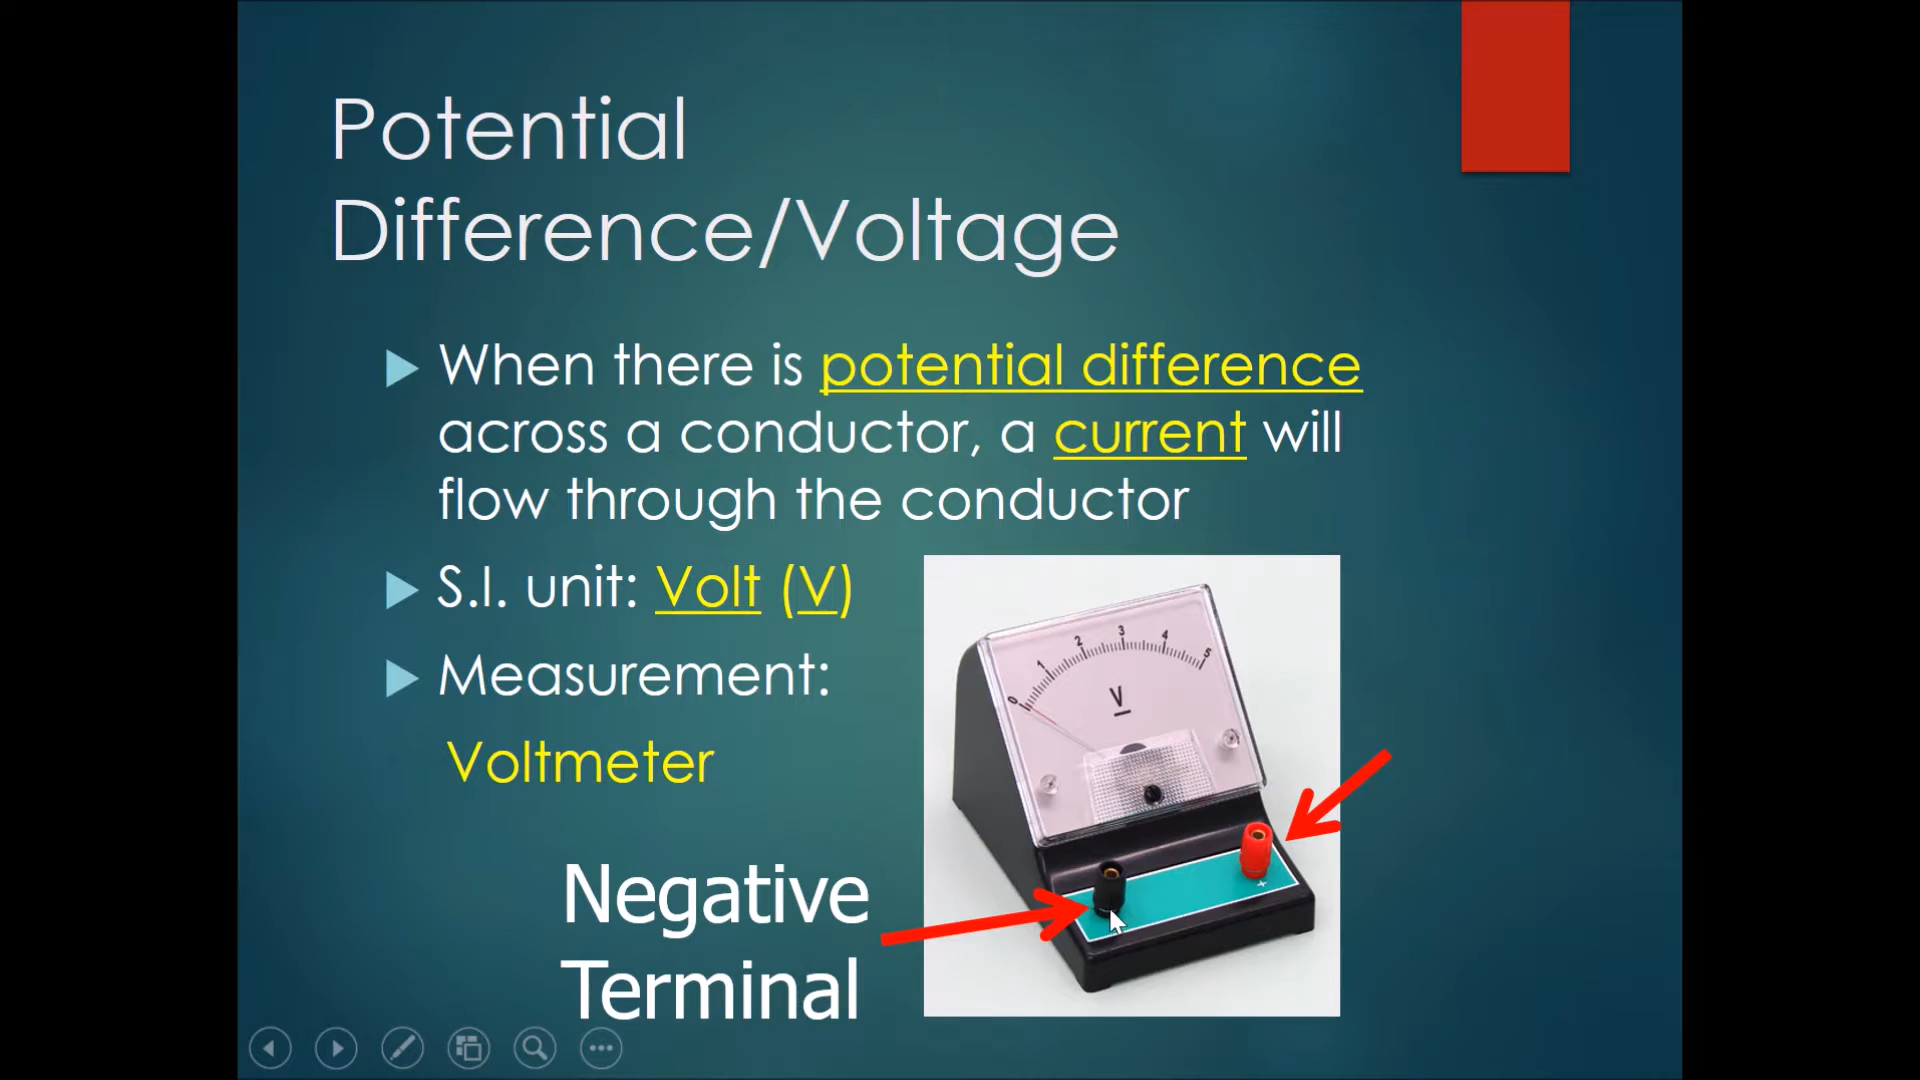 Potential
Difference/Voltage
When there is potential difference
across a conductor, a current will
flow through the conductor
S.I. unit: Volt (V)
Measurement:
Voltmeter
0 1 2 3 4 5
V
+
Negative
Terminal